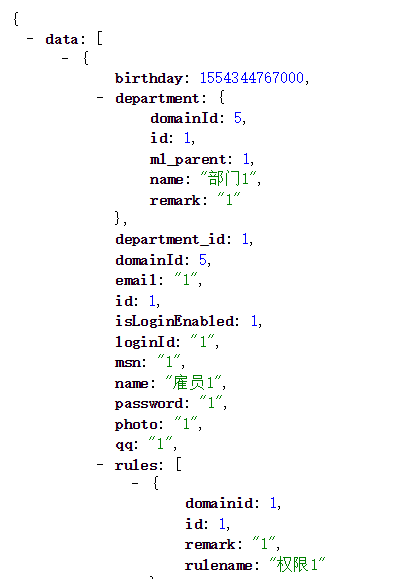 {
- data: [
- {
birthday: 1554344767000,
- department: {
domainId: 5,
id: 1,
ml_parent: 1,
name: "部门1",
remark: "1"
},
department_id: 1,
domainId: 5,
email: "1",
id: 1,
isLoginEnabled: 1,
loginId: "1",
msn: "1",
name: "雇员1",
password: "1",
photo: "1",
qq: "1",
- rules: [
- {
domainid: 1,
id: 1,
remark: "1",
rulename: "权限1"